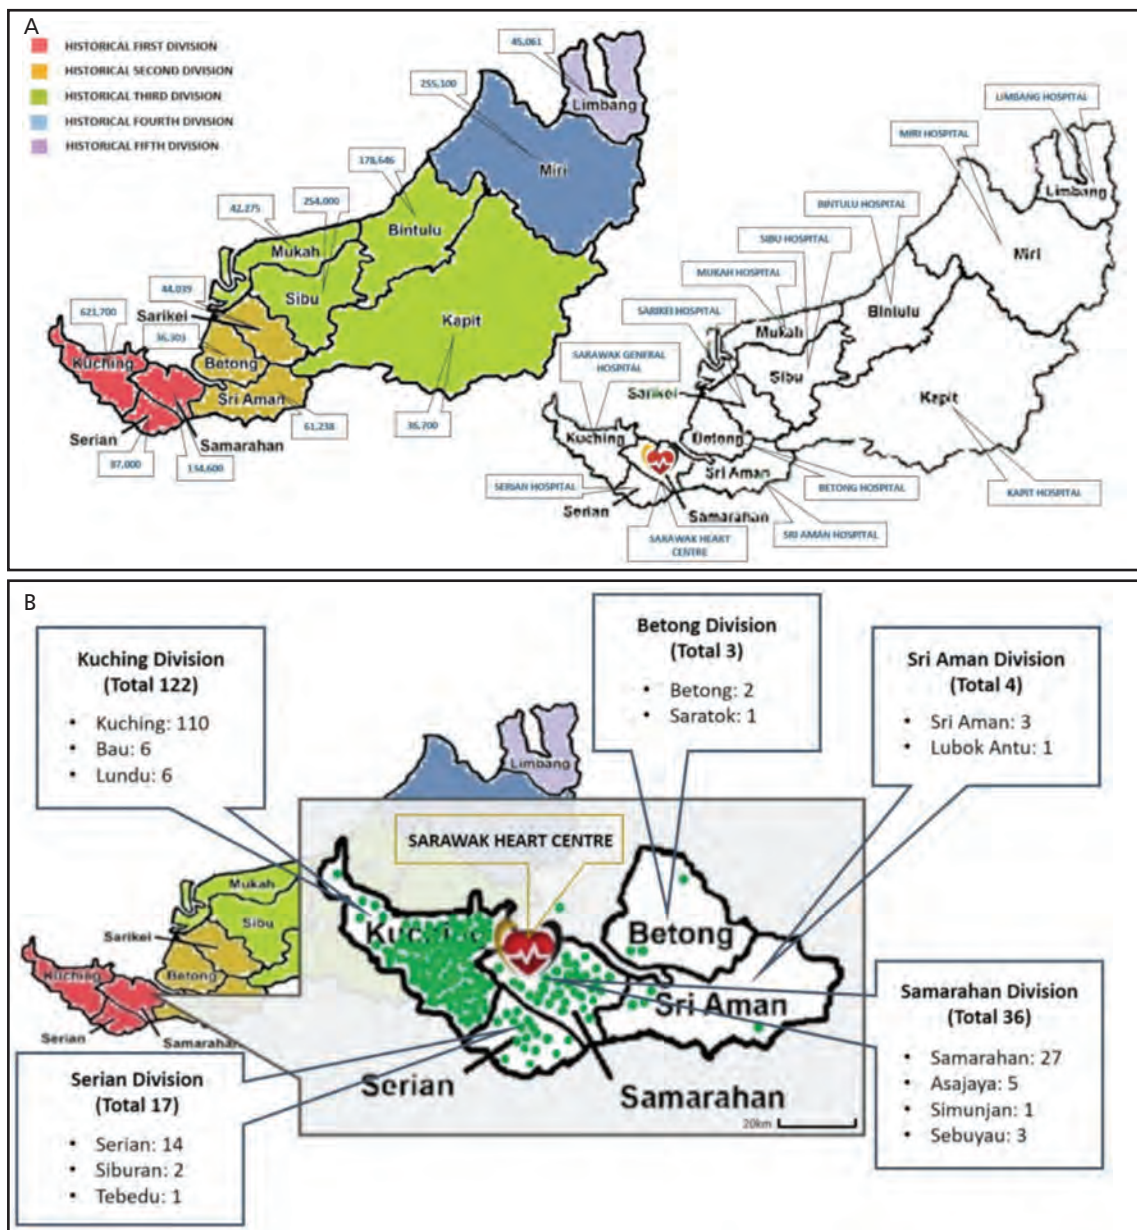 A
HISTORICAL FIRST DIVISION
HISTORICAL SECOND DIVISION
HISTORICAL THIRD DIVISION
HISTORICAL FOURTH DIVISION
HISTORICAL FIFTH DIVISION
45,061
Limbang
255,100
Miri
178,646
Bintulu
254,000
42,275
Mukah
Sibu
44,039
Sarikei
621,700
36,303
Kapit
Kuching
Betong
Sri Aman
Serian
Samarahan
61,238
36,700
87,000
134,600
LIMBANG HOSPITAL
MIRI HOSPITAL
Limbang
BINTULU HOSPITAL
SIBU HOSPITAL
Miri
MUKAH HOSPITAL
Bintulu
SARIKEI HOSPITAL
Mukah
SARAWAK GENERAL
HOSPITAL
Sibu
Sarikei
Kapit
Kuching
Betong
Sri Aman
SERIAN HOSPITAL
BETONG HOSPITAL
KAPIT HOSPITAL
Serian
Samarahan
SARAWAK HEART
CENTRE
SRI AMAN HOSPITAL
B
Kuching Division
(Total 122)
• Kuching: 110
• Bau: 6
• Lundu: 6
Betong Division
(Total 3)
• Betong: 2
• Saratok: 1
Sri Aman Division
(Total 4)
• Sri Aman: 3
• Lubok Antu: 1
Limbang
SARAWAK HEART CENTRE
Mukah
Sibu
Sarikei
Betong
Kuching
Serian
Samarahan
Kuching
Betong
Sri Aman
Serian
Samarahan
20km
Samarahan Division
(Total 36)
• Samarahan: 27
• Asajaya: 5
• Simunjan: 1
• Sebuyau: 3
Serian Division
(Total 17)
• Serian: 14
• Siburan: 2
• Tebedu: 1